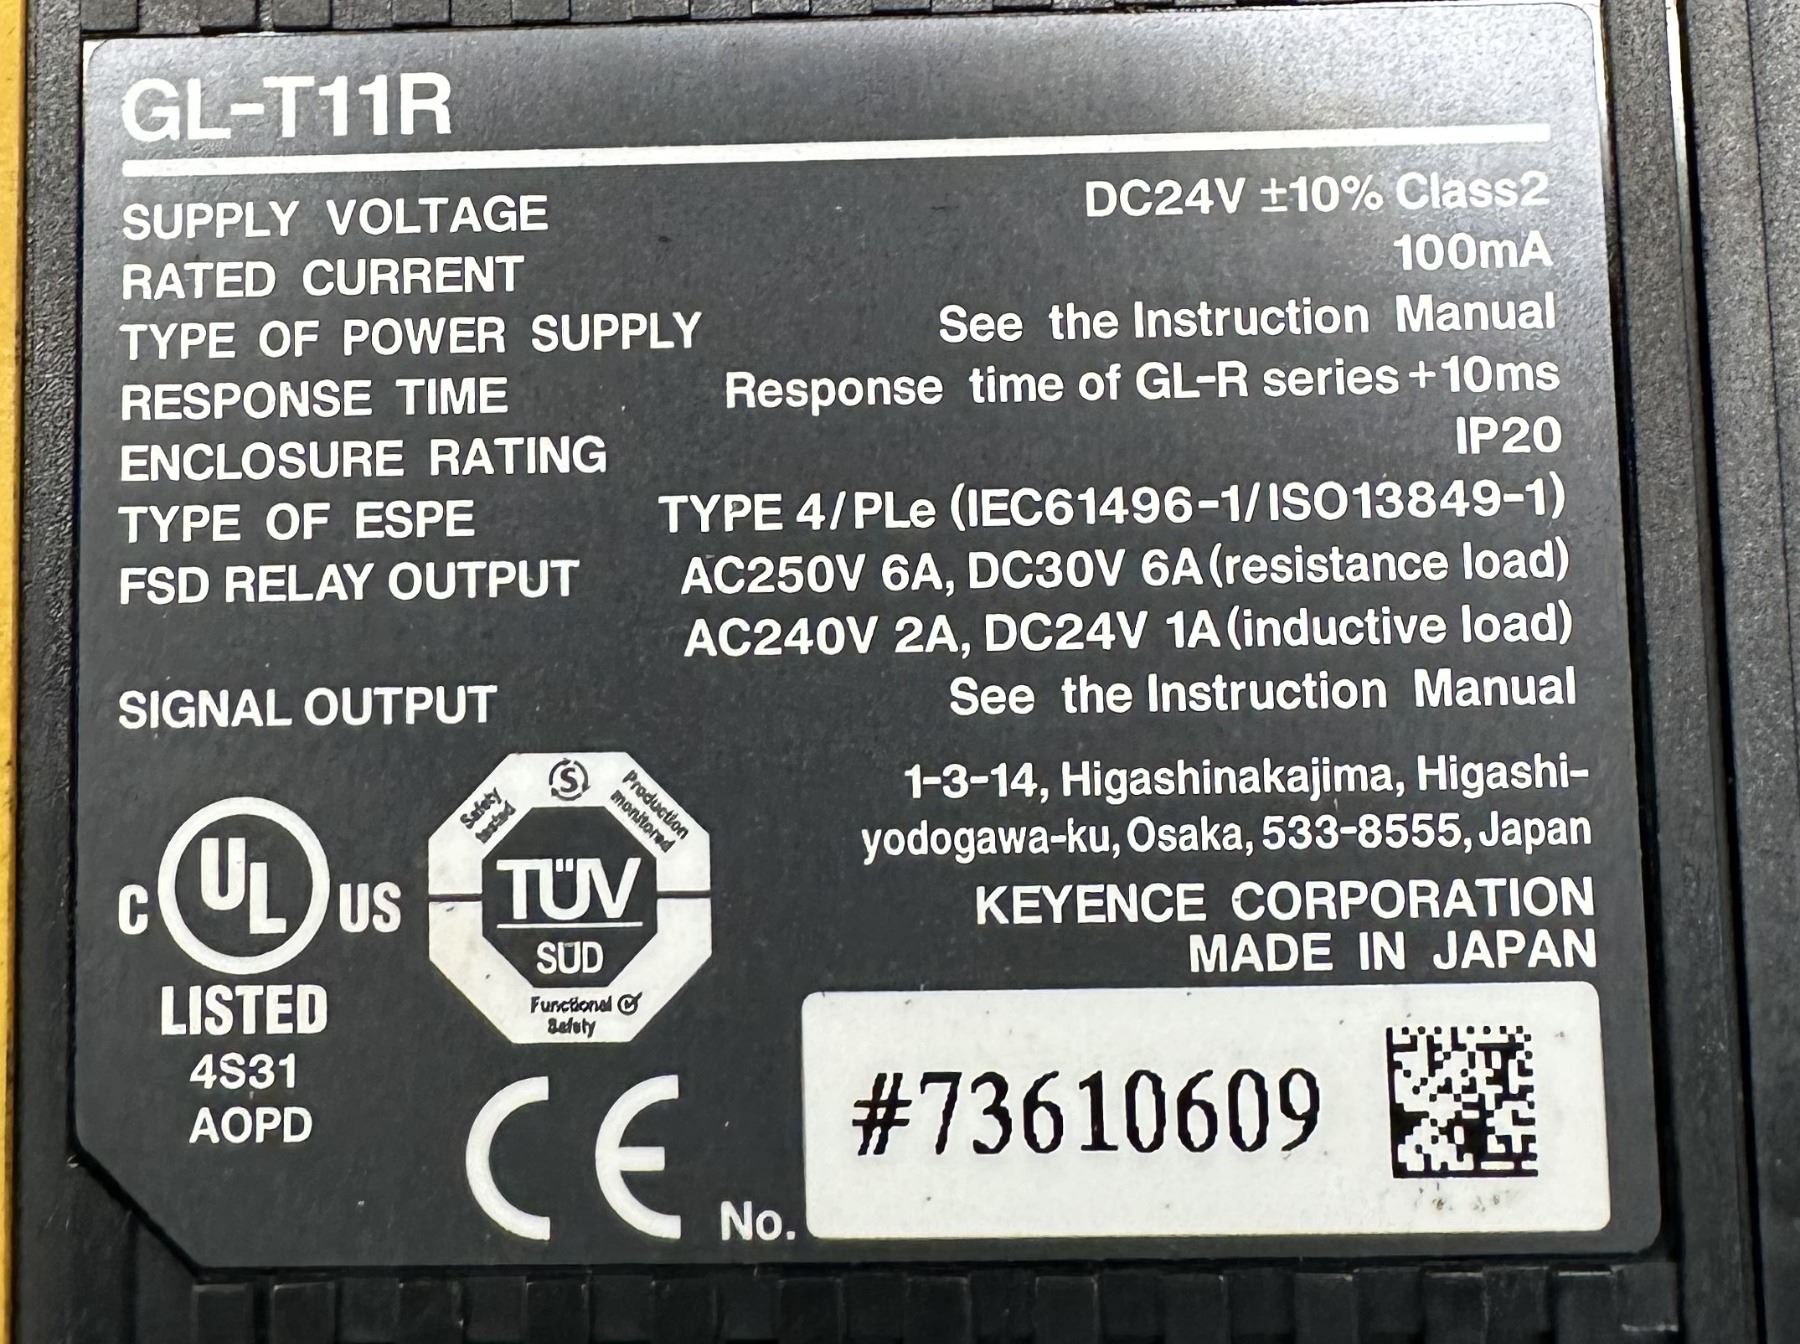 GL-T11R
SUPPLY VOLTAGE DC24V ±10% Class2
RATED CURRENT 100mA
TYPE OF POWER SUPPLY See the Instruction Manual
RESPONSE TIME Response time of GL-R series+10ms
ENCLOSURE RATING IP20
TYPE OF ESPE TYPE 4/PLe (IEC61496-1/ISO13849-1)
FSD RELAY OUTPUT AC250V 6A, DC30V 6A(resistance load)
AC240V 2A, DC24V 1A(inductive load)
SIGNAL OUTPUT See the Instruction Manual
1-3-14, Higashinakajima, Higashi-
yodogawa-ku, Osaka, 533-8555, Japan
KEYENCE CORPORATION
MADE IN JAPAN
C UL US
LISTED
4S31
AOPD
Safety
tested
S
Production
monitored
TÜV
SÜD
Functional
Safety
CE
No. #73610609